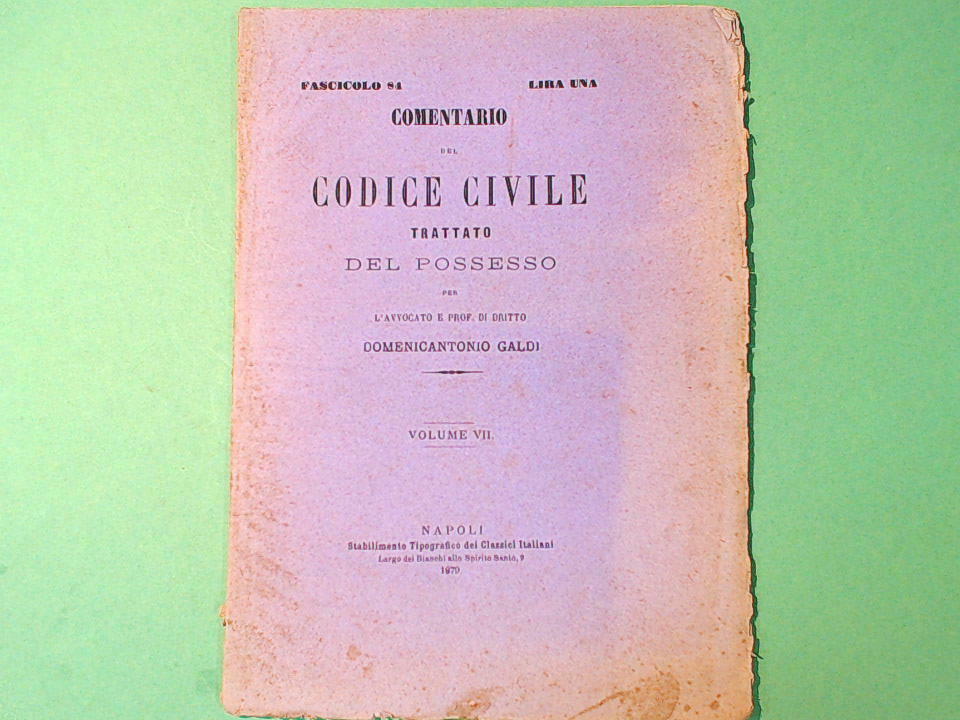 FASCICOLO 84 LIRA UNA
COMENTARIO
DEL
CODICE CIVILE
TRATTATO
DEL POSSESSO
PER
L'AVVOCATO E PROF. DI DRITTO
DOMENICANTONIO GALDI
VOLUME VII.
NAPOLI
Stabilimento Tipografico dei Classici Italiani
Largo dei Bianchi allo Spirito Santo, 9
1879